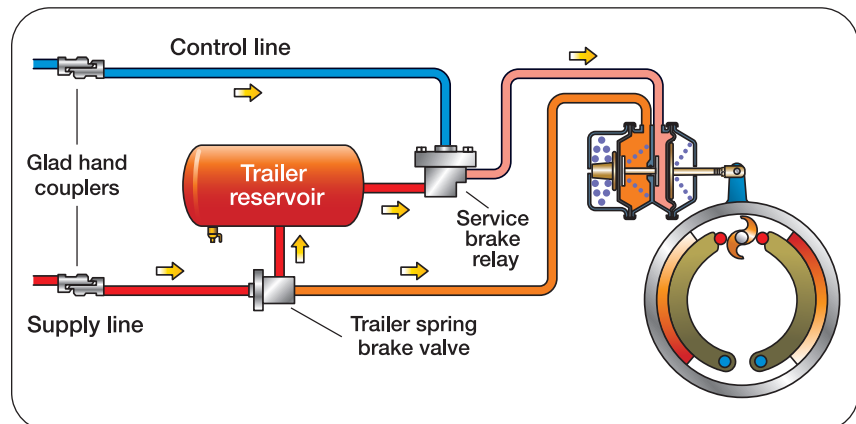 Control line
Glad hand
couplers
Trailer
reservoir
Service
brake
relay
Supply line
Trailer spring
brake valve